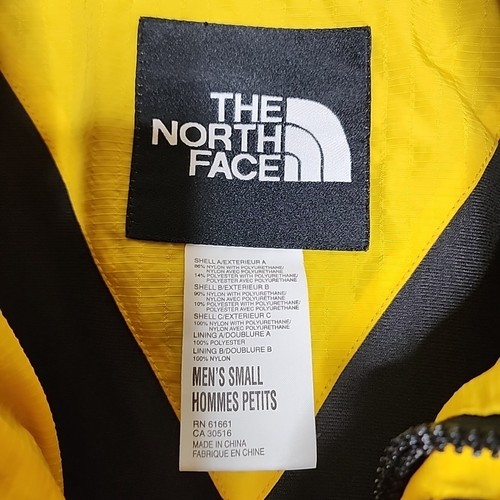 THE
NORTH
FACE
SHELL A/EXTERIEUR A
86% NYLON WITH POLYURETHANE/
NYLON AVEC POLYURETHANE
14% POLYESTER WITH POLYURETHANE/
POLYESTER AVEC POLYURETHANE
SHELL B/EXTERIEUR B
90% NYLON WITH POLYURETHANE/
NYLON AVEC POLYURETHANE
10% POLYESTER WITH POLYURETHANE/
POLYESTER AVEC POLYURETHANE
SHELL C/EXTERIEUR C
100% NYLON WITH POLYURETHANE/
NYLON AVEC POLYURETHANE
LINING A/DOUBLURE A
100% POLYESTER
LINING B/DOUBLURE B
100% NYLON
MEN'S SMALL
HOMMES PETITS
RN 61661
CA 30516
MADE IN CHINA
FABRIQUE EN CHINE